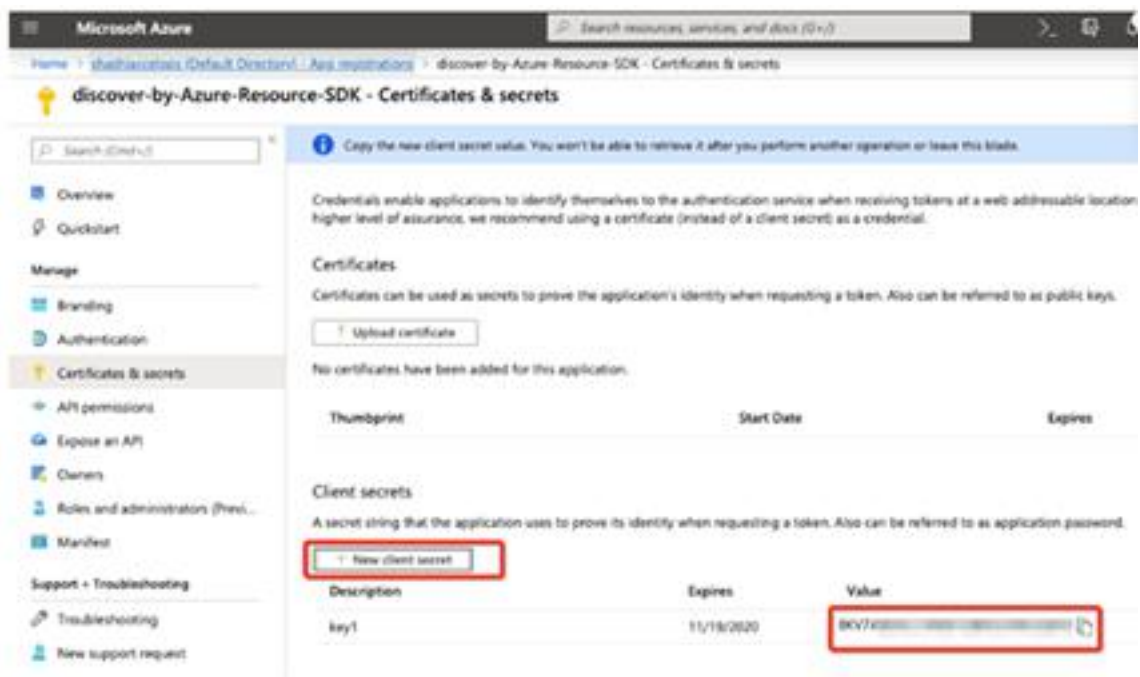 Microsoft Azure
Search resources, services, and docs (G+/)
Home > (Default Directory) - App registrations > discover-by-Azure-Resource-SDK - Certificates & secrets
discover-by-Azure-Resource-SDK - Certificates & secrets
Search (Cmd+/)
Overview
Quickstart
Manage
Branding
Authentication
Certificates & secrets
API permissions
Expose an API
Owners
Roles and administrators (Previ...
Manifest
Support + Troubleshooting
Troubleshooting
New support request
Copy the new client secret value. You won't be able to retrieve it after you perform another operation or leave this blade.
Credentials enable applications to identify themselves to the authentication service when receiving tokens at a web addressable location
higher level of assurance, we recommend using a certificate (instead of a client secret) as a credential.
Certificates
Certificates can be used as secrets to prove the application's identity when requesting a token. Also can be referred to as public keys.
Upload certificate
No certificates have been added for this application.
Thumbprint Start Date Expires
Client secrets
A secret string that the application uses to prove its identity when requesting a token. Also can be referred to as application password.
New client secret
Description Expires Value
key1 11/19/2020